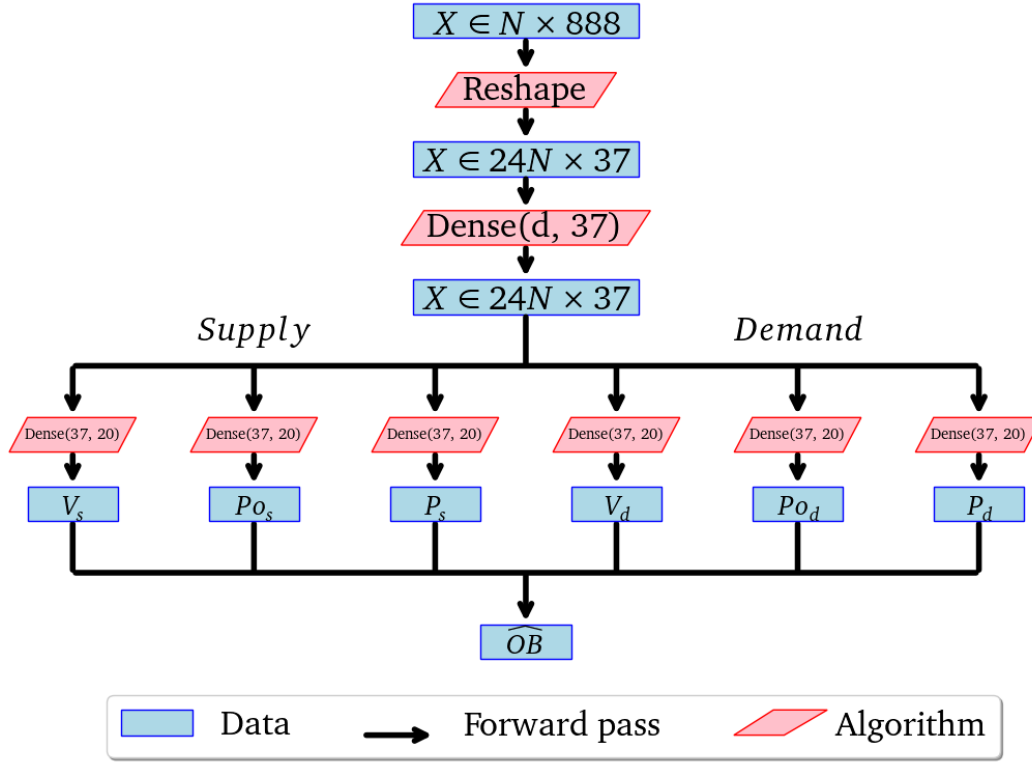 X ∈ N × 888
Reshape
X ∈ 24N × 37
Dense(d, 37)
X ∈ 24N × 37
Supply Demand
Dense(37, 20) Dense(37, 20) Dense(37, 20) Dense(37, 20) Dense(37, 20) Dense(37, 20)
V_s Po_s P_s V_d Po_d P_d
\widehat{OB}
Data Forward pass Algorithm